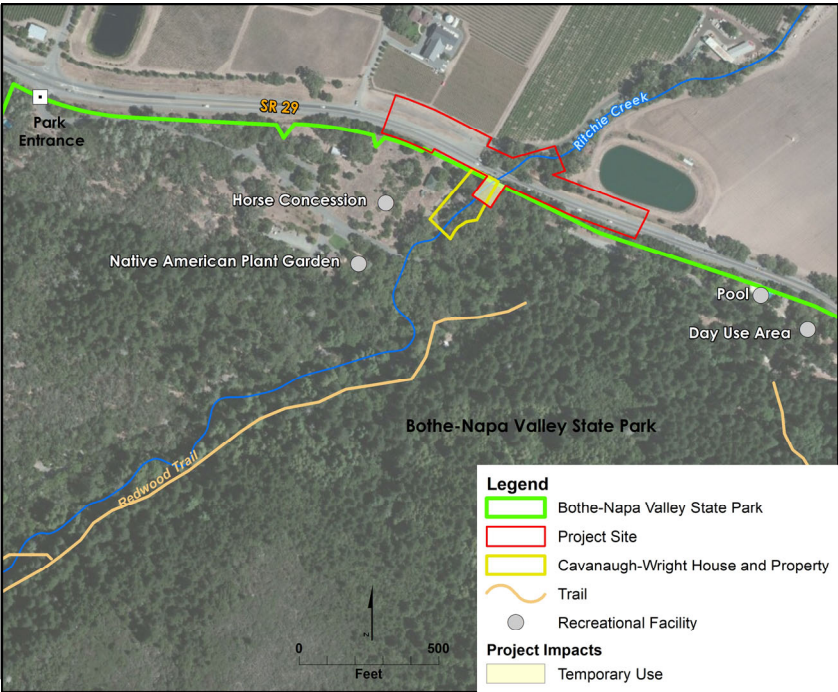 SR 29
Park
Entrance
Ritchie Creek
Horse Concession
Native American Plant Garden
Pool
Day Use Area
Bothe-Napa Valley State Park
Redwood Trail
Legend
Bothe-Napa Valley State Park
Project Site
Cavanaugh-Wright House and Property
Trail
Recreational Facility
Project Impacts
Temporary Use
z
0 500
Feet